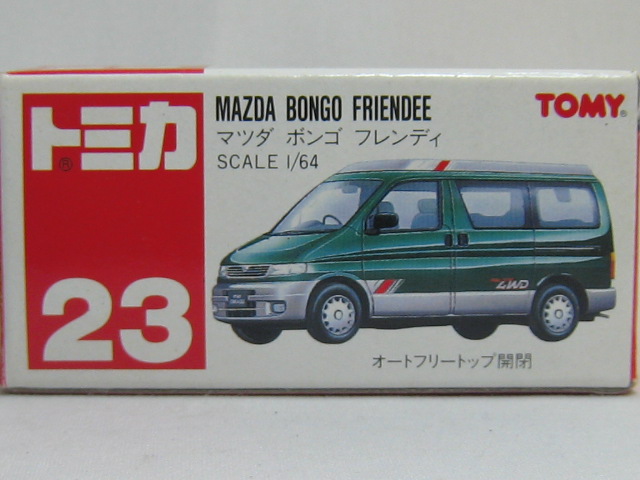 トミカ®
23
MAZDA BONGO FRIENDEE
マツダ ボンゴ フレンディ
SCALE 1/64
TOMY®
4WD
オートフリートップ開閉